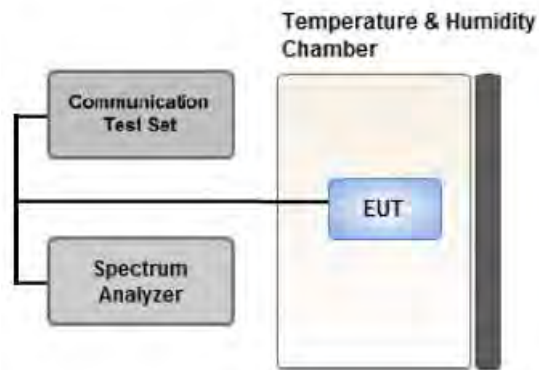 Temperature & Humidity
Chamber
Communication
Test Set
EUT
Spectrum
Analyzer